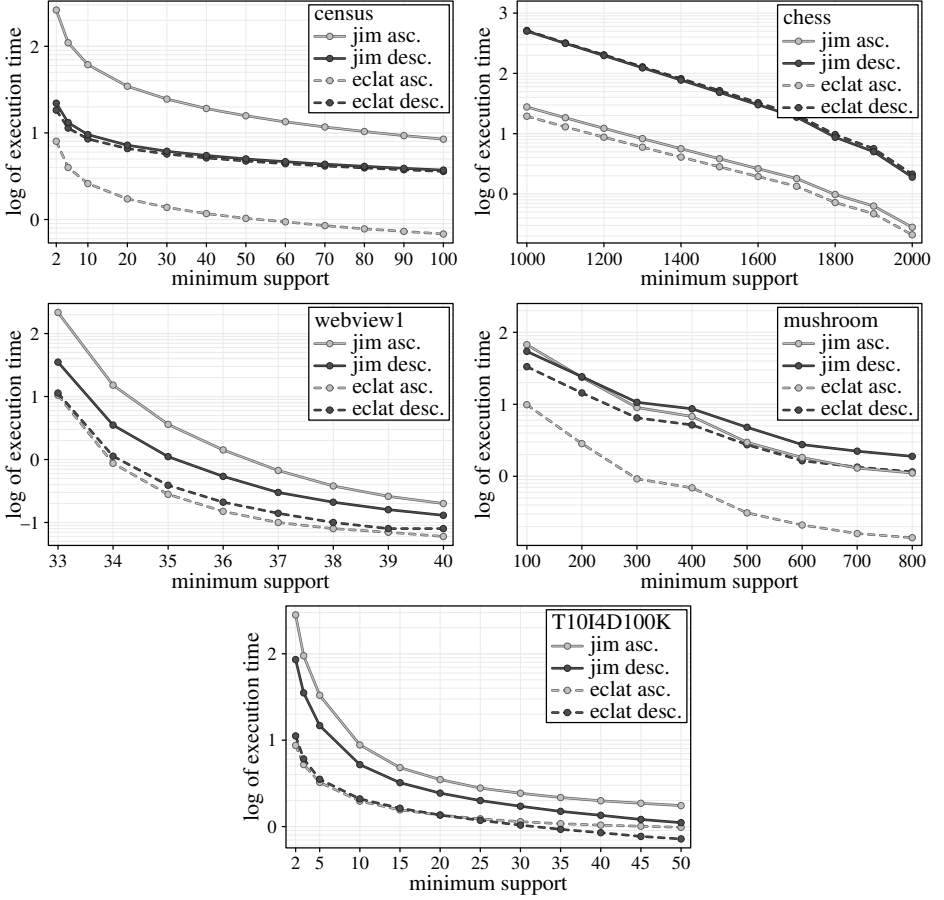 census
jim asc.
jim desc.
eclat asc.
eclat desc.
log of execution time
2
1
0
2 10 20 30 40 50 60 70 80 90 100
minimum support
chess
jim asc.
jim desc.
eclat asc.
eclat desc.
log of execution time
3
2
1
0
1000 1200 1400 1600 1800 2000
minimum support
webview1
jim asc.
jim desc.
eclat asc.
eclat desc.
log of execution time
2
1
0
−1
33 34 35 36 37 38 39 40
minimum support
mushroom
jim asc.
jim desc.
eclat asc.
eclat desc.
log of execution time
2
1
0
100 200 300 400 500 600 700 800
minimum support
T10I4D100K
jim asc.
jim desc.
eclat asc.
eclat desc.
log of execution time
2
1
0
2 5 10 15 20 25 30 35 40 45 50
minimum support